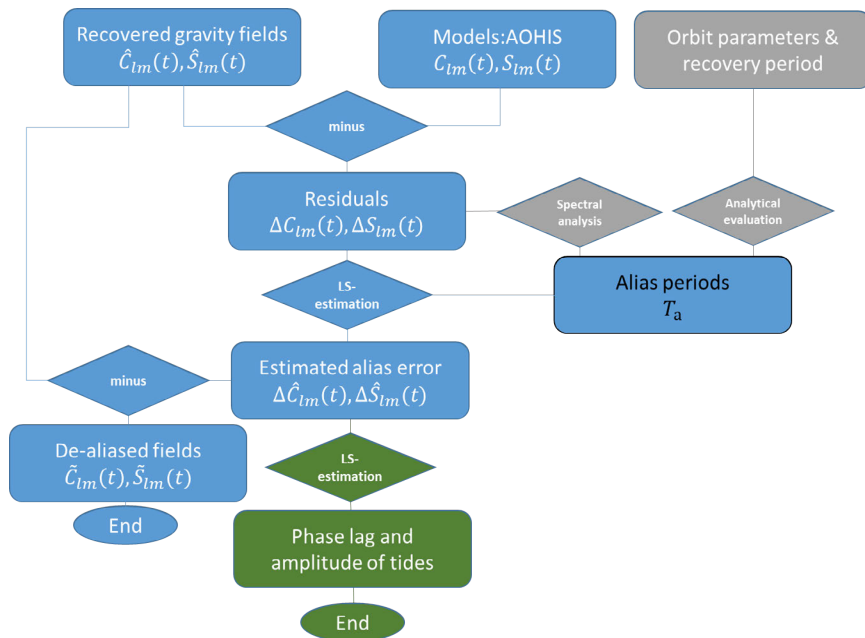 Recovered gravity fields
Ĉₗₘ(t), Ŝₗₘ(t)
Models:AOHIS
Cₗₘ(t), Sₗₘ(t)
Orbit parameters &
recovery period
minus
Residuals
ΔCₗₘ(t), ΔSₗₘ(t)
Spectral
analysis
Analytical
evaluation
LS-
estimation
Alias periods
Tₐ
minus
Estimated alias error
ΔĈₗₘ(t), ΔŜₗₘ(t)
De-aliased fields
C̃ₗₘ(t), S̃ₗₘ(t)
LS-
estimation
End
Phase lag and
amplitude of tides
End